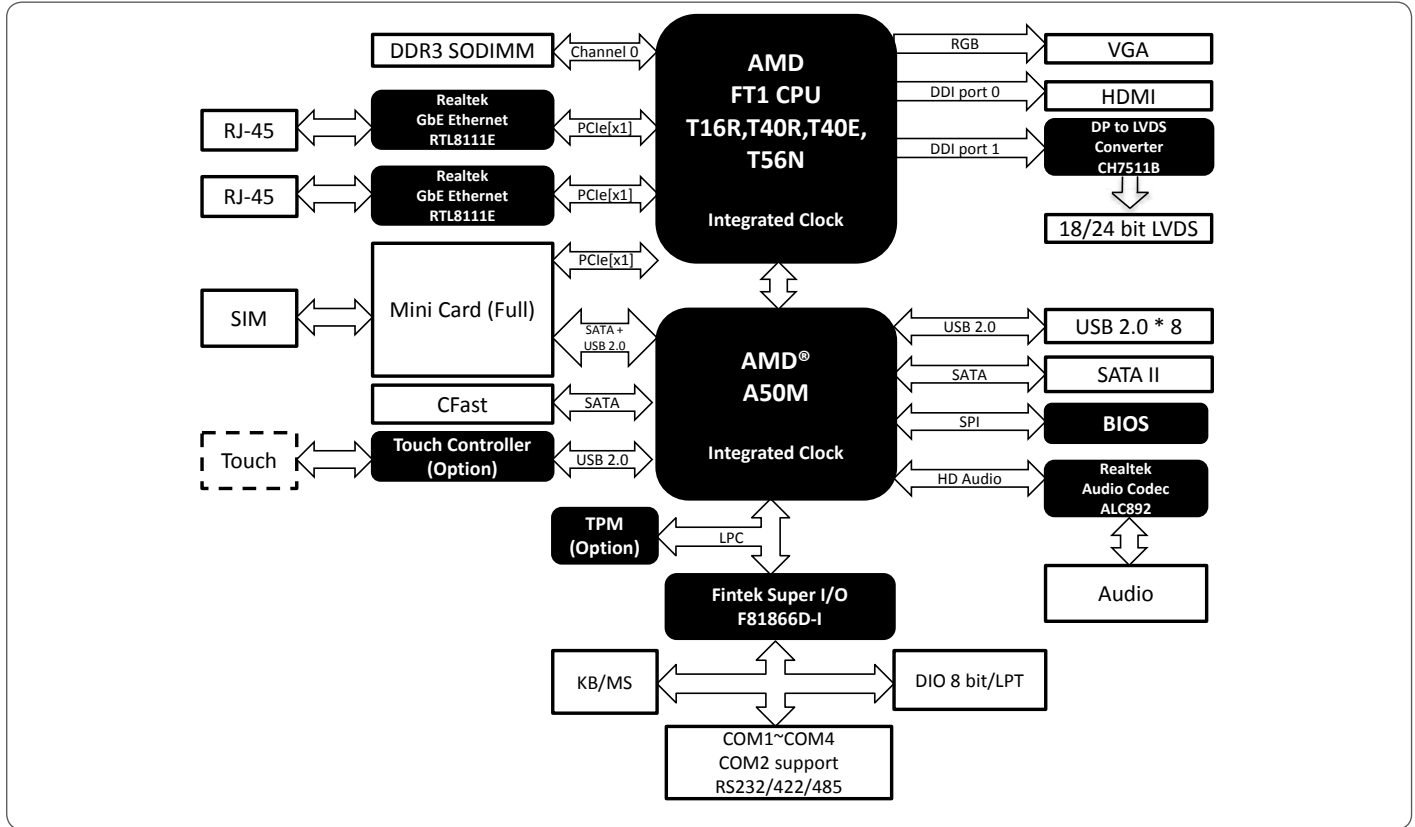 DDR3 SODIMM
Channel 0
AMD
FT1 CPU
T16R,T40R,T40E,
T56N
Integrated Clock
RGB
VGA
DDI port 0
HDMI
DDI port 1
DP to LVDS
Converter
CH7511B
18/24 bit LVDS
RJ-45
Realtek
GbE Ethernet
RTL8111E
PCIe[x1]
RJ-45
Realtek
GbE Ethernet
RTL8111E
PCIe[x1]
SIM
Mini Card (Full)
PCIe[x1]
SATA +
USB 2.0
AMD®
A50M
Integrated Clock
USB 2.0
USB 2.0 * 8
SATA
SATA II
SPI
BIOS
HD Audio
Realtek
Audio Codec
ALC892
Audio
CFast
SATA
Touch
Touch Controller
(Option)
USB 2.0
TPM
(Option)
LPC
Fintek Super I/O
F81866D-I
KB/MS
DIO 8 bit/LPT
COM1~COM4
COM2 support
RS232/422/485